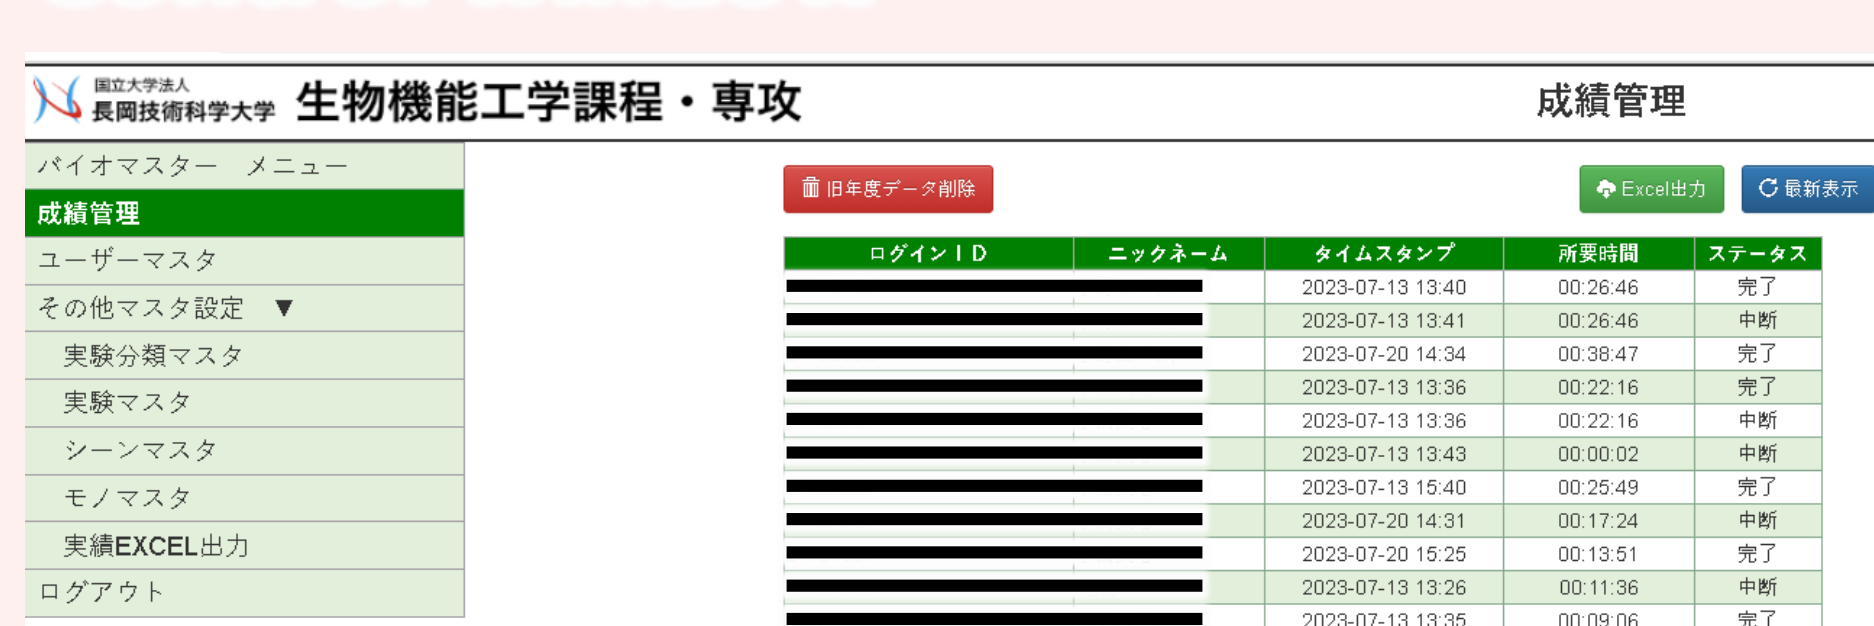 国立大学法人
長岡技術科学大学 生物機能工学課程・専攻 成績管理
バイオマスター メニュー
成績管理
ユーザーマスタ
その他マスタ設定 ▼
実験分類マスタ
実験マスタ
シーンマスタ
モノマスタ
実績EXCEL出力
ログアウト
旧年度データ削除 Excel出力 最新表示
ログインID ニックネーム タイムスタンプ 所要時間 ステータス
2023-07-13 13:40 00:26:46 完了
2023-07-13 13:41 00:26:46 中断
2023-07-20 14:34 00:38:47 完了
2023-07-13 13:36 00:22:16 完了
2023-07-13 13:36 00:22:16 中断
2023-07-13 13:43 00:00:02 中断
2023-07-13 15:40 00:25:49 完了
2023-07-20 14:31 00:17:24 中断
2023-07-20 15:25 00:13:51 完了
2023-07-13 13:26 00:11:36 中断
2023-07-13 13:35 00:09:06 完了